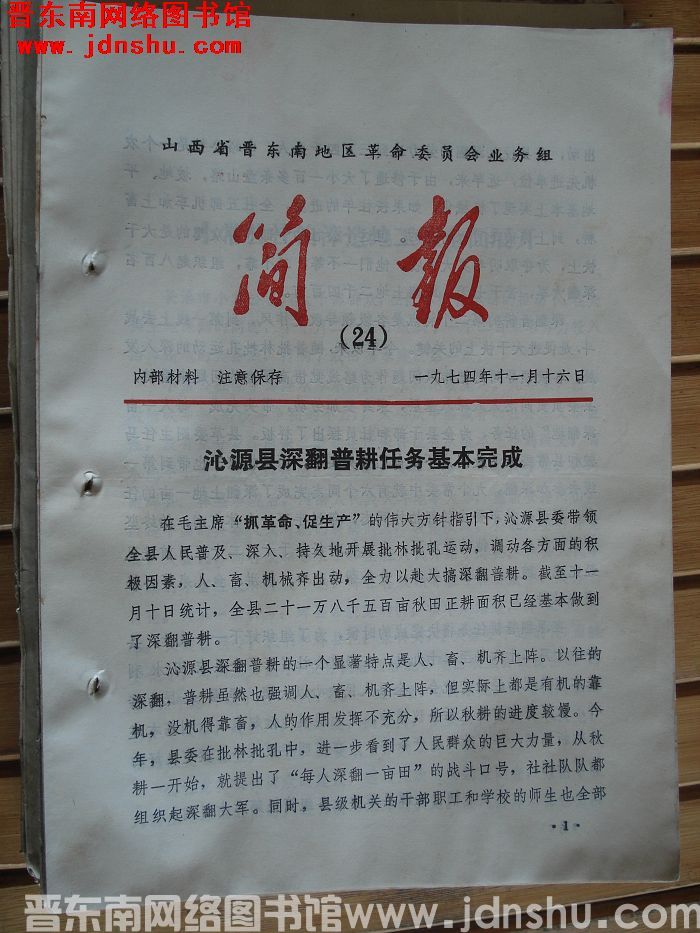 晋东南网络图书馆
www.jdnshu.com
山西省晋东南地区革命委员会业务组
简报
(24)
内部材料 注意保存 一九七四年十一月十六日
沁源县深翻普耕任务基本完成
在毛主席“抓革命、促生产”的伟大方针指引下，沁源县委带领
全县人民普及、深入、持久地开展批林批孔运动，调动各方面的积
极因素，人、畜、机械齐出动，全力以赴大搞深翻普耕。截至十一
月十日统计，全县二十一万八千五百亩秋田正耕面积已经基本做到
了深翻普耕。
沁源县深翻普耕的一个显著特点是人、畜、机齐上阵。以往的
深翻，普耕虽然也强调人、畜、机齐上阵，但实际上都是有机的靠
机，没机得靠畜，人的作用发挥不充分，所以秋耕的进度较慢。今
年，县委在批林批孔中，进一步看到了人民群众的巨大力量，从秋
耕一开始，就提出了“每人深翻一亩田”的战斗口号，社社队队都
组织起深翻大军。同时，县级机关的干部职工和学校的师生也全部
·1·
晋东南网络图书馆www.jdnshu.com